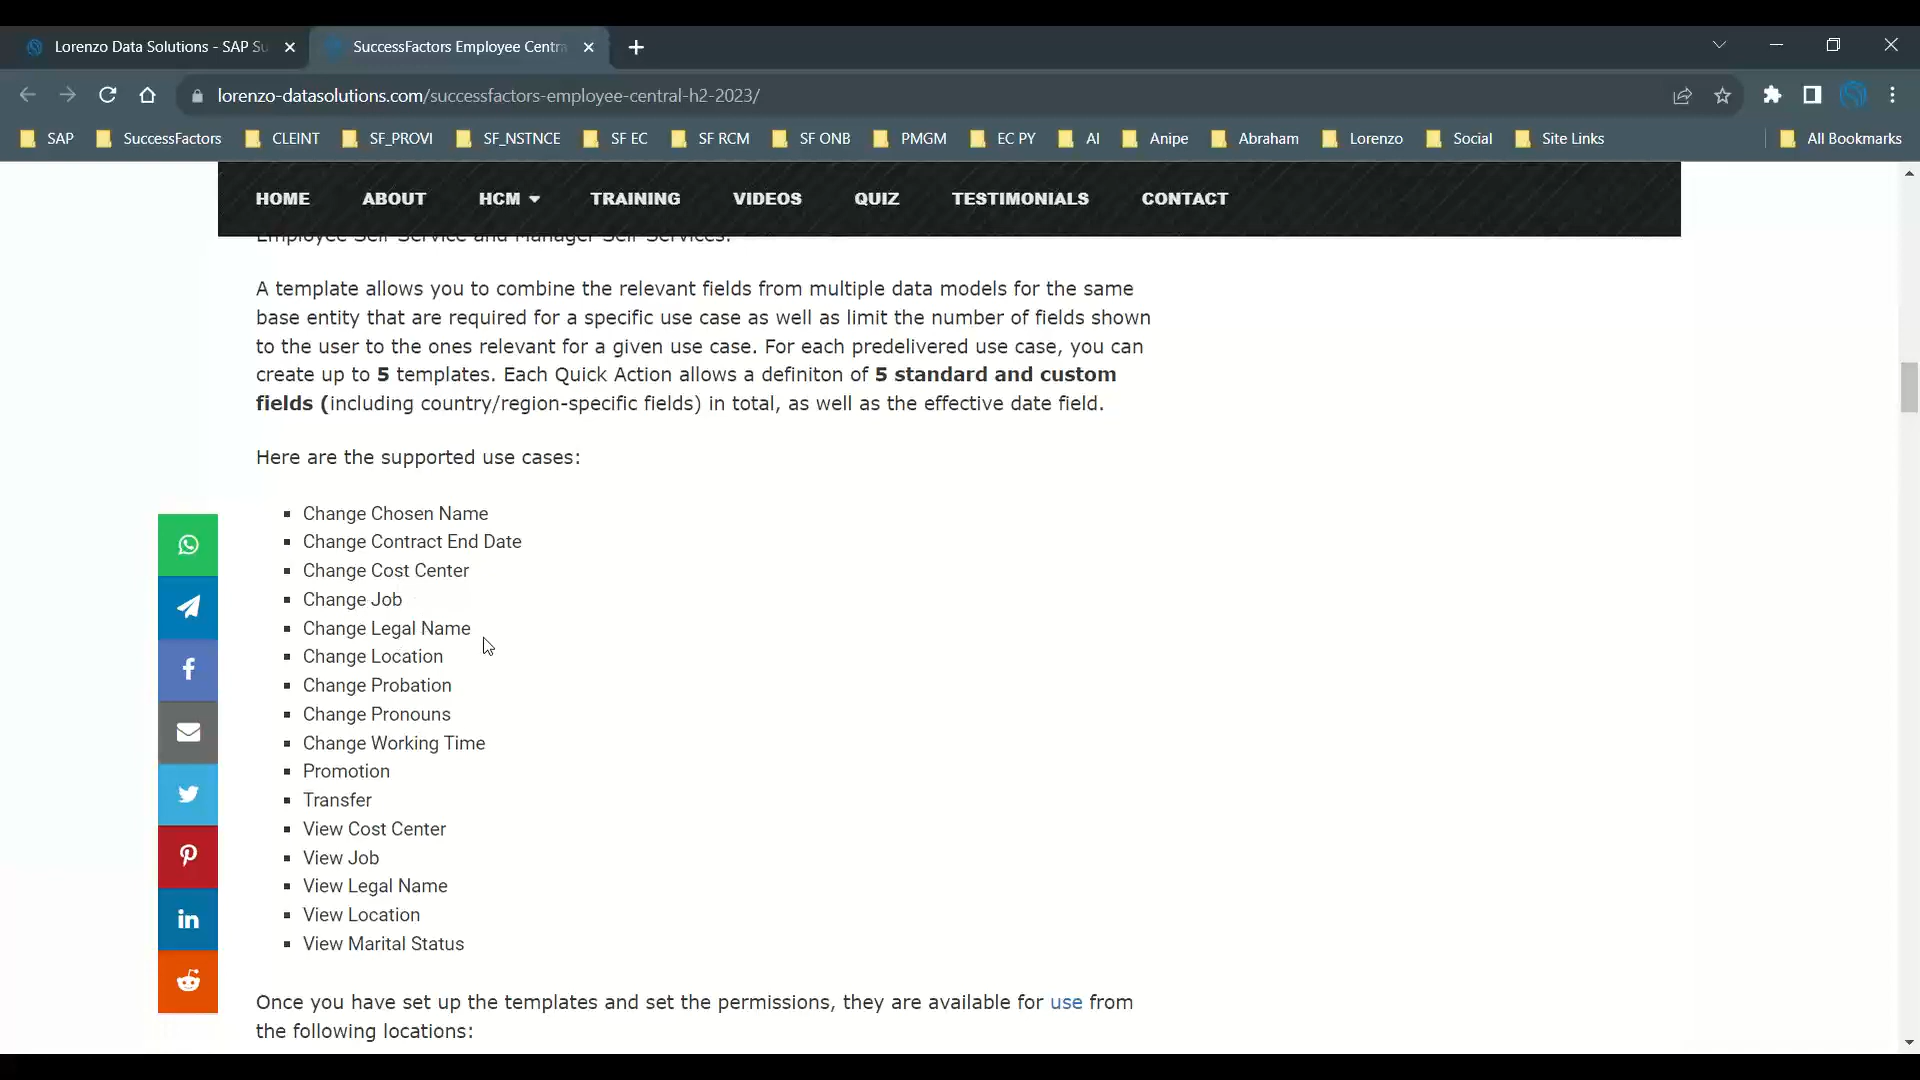 Lorenzo Data Solutions - SAP Su
SuccessFactors Employee Centra
lorenzo-datasolutions.com/successfactors-employee-central-h2-2023/
SAP SuccessFactors CLEINT SF_PROVI SF_NSTNCE SF EC SF RCM SF ONB PMGM EC PY AI Anipe Abraham Lorenzo Social Site Links All Bookmarks
HOME ABOUT HCM TRAINING VIDEOS QUIZ TESTIMONIALS CONTACT
Employee Self Service and Manager Self Services.
A template allows you to combine the relevant fields from multiple data models for the same
base entity that are required for a specific use case as well as limit the number of fields shown
to the user to the ones relevant for a given use case. For each predelivered use case, you can
create up to 5 templates. Each Quick Action allows a definiton of 5 standard and custom
fields (including country/region-specific fields) in total, as well as the effective date field.
Here are the supported use cases:
Change Chosen Name
Change Contract End Date
Change Cost Center
Change Job
Change Legal Name
Change Location
Change Probation
Change Pronouns
Change Working Time
Promotion
Transfer
View Cost Center
View Job
View Legal Name
View Location
View Marital Status
Once you have set up the templates and set the permissions, they are available for use from
the following locations: